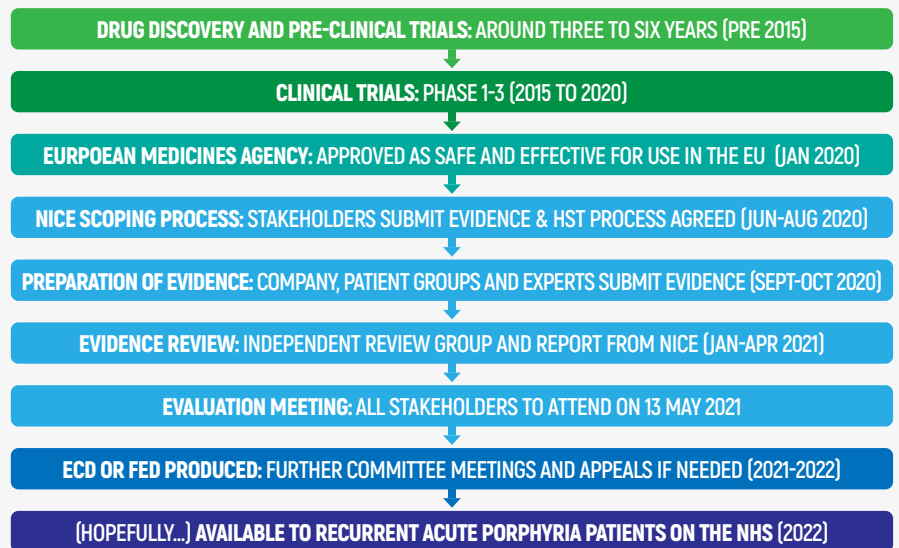 DRUG DISCOVERY AND PRE-CLINICAL TRIALS: AROUND THREE TO SIX YEARS (PRE 2015)
CLINICAL TRIALS: PHASE 1-3 (2015 TO 2020)
EURPOEAN MEDICINES AGENCY: APPROVED AS SAFE AND EFFECTIVE FOR USE IN THE EU (JAN 2020)
NICE SCOPING PROCESS: STAKEHOLDERS SUBMIT EVIDENCE & HST PROCESS AGREED (JUN-AUG 2020)
PREPARATION OF EVIDENCE: COMPANY, PATIENT GROUPS AND EXPERTS SUBMIT EVIDENCE (SEPT-OCT 2020)
EVIDENCE REVIEW: INDEPENDENT REVIEW GROUP AND REPORT FROM NICE (JAN-APR 2021)
EVALUATION MEETING: ALL STAKEHOLDERS TO ATTEND ON 13 MAY 2021
ECD OR FED PRODUCED: FURTHER COMMITTEE MEETINGS AND APPEALS IF NEEDED (2021-2022)
(HOPEFULLY...) AVAILABLE TO RECURRENT ACUTE PORPHYRIA PATIENTS ON THE NHS (2022)